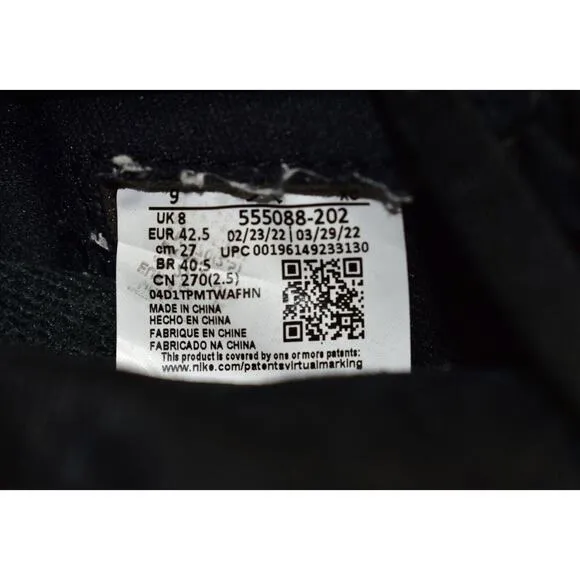 9
UK 8 555088-202
EUR 42.5 02/23/22 | 03/29/22
cm 27 UPC 00196149233130
BR 40.5
CN 270(2.5)
04D1TPMTWAFHN
MADE IN CHINA
HECHO EN CHINA
FABRIQUE EN CHINE
FABRICADO NA CHINA
This product is covered by one or more patents:
www.nike.com/patentsvirtualmarking